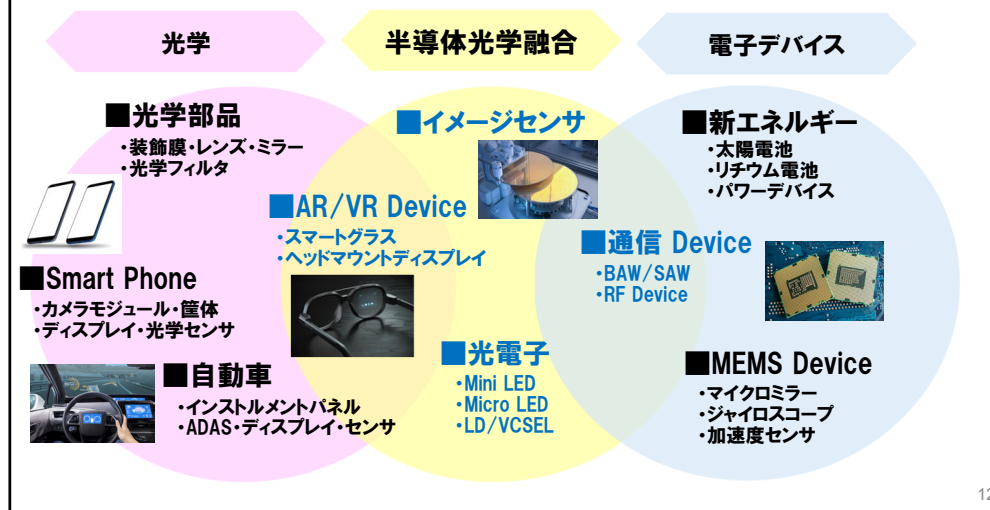 光学
半導体光学融合
電子デバイス
■光学部品
・装飾膜・レンズ・ミラー
・光学フィルタ
■イメージセンサ
■新エネルギー
・太陽電池
・リチウム電池
・パワーデバイス
■AR/VR Device
・スマートグラス
・ヘッドマウントディスプレイ
■通信 Device
・BAW/SAW
・RF Device
■Smart Phone
・カメラモジュール・筐体
・ディスプレイ・光学センサ
■光電子
・Mini LED
・Micro LED
・LD/VCSEL
■MEMS Device
・マイクロミラー
・ジャイロスコープ
・加速度センサ
■自動車
・インストルメントパネル
・ADAS・ディスプレイ・センサ
12